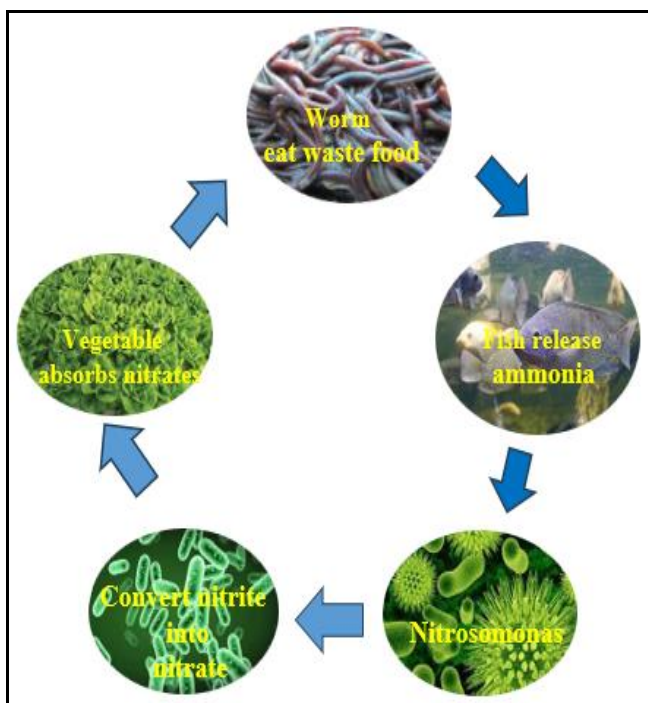 Worm
eat waste food
Fish release
ammonia
Nitrosomonas
Convert nitrite
into
nitrate
Vegetable
absorbs nitrates